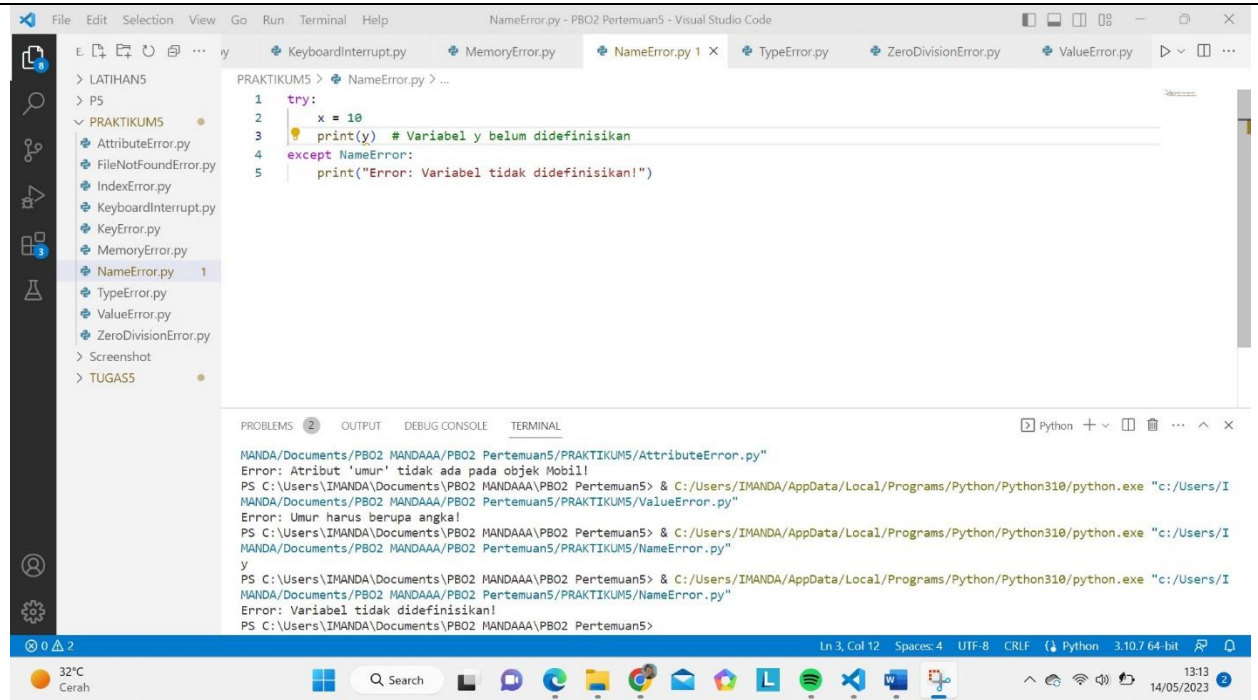 File Edit Selection View Go Run Terminal Help NameError.py - PBO2 Pertemuan5 - Visual Studio Code
E ... y KeyboardInterrupt.py MemoryError.py NameError.py 1 TypeError.py ZeroDivisionError.py ValueError.py ...
8
> LATIHAN5
> P5
PRAKTIKUM5
AttributeError.py
FileNotFoundError.py
IndexError.py
KeyboardInterrupt.py
KeyError.py
MemoryError.py
NameError.py 1
TypeError.py
ValueError.py
ZeroDivisionError.py
> Screenshot
> TUGAS5
3
PRAKTIKUM5 > NameError.py > ...
1 try:
2 x = 10
3 print(y) # Variabel y belum didefinisikan
4 except NameError:
5 print("Error: Variabel tidak didefinisikan!")
PROBLEMS 2 OUTPUT DEBUG CONSOLE TERMINAL Python
MANDA/Documents/PBO2 MANDAAA/PBO2 Pertemuan5/PRAKTIKUM5/AttributeError.py"
Error: Atribut 'umur' tidak ada pada objek Mobil!
PS C:\Users\IMANDA\Documents\PBO2 MANDAAA\PBO2 Pertemuan5> & C:/Users/IMANDA/AppData/Local/Programs/Python/Python310/python.exe "c:/Users/I
MANDA/Documents/PBO2 MANDAAA/PBO2 Pertemuan5/PRAKTIKUM5/ValueError.py"
Error: Umur harus berupa angka!
PS C:\Users\IMANDA\Documents\PBO2 MANDAAA\PBO2 Pertemuan5> & C:/Users/IMANDA/AppData/Local/Programs/Python/Python310/python.exe "c:/Users/I
MANDA/Documents/PBO2 MANDAAA/PBO2 Pertemuan5/PRAKTIKUM5/NameError.py"
y
PS C:\Users\IMANDA\Documents\PBO2 MANDAAA\PBO2 Pertemuan5> & C:/Users/IMANDA/AppData/Local/Programs/Python/Python310/python.exe "c:/Users/I
MANDA/Documents/PBO2 MANDAAA/PBO2 Pertemuan5/PRAKTIKUM5/NameError.py"
Error: Variabel tidak didefinisikan!
PS C:\Users\IMANDA\Documents\PBO2 MANDAAA\PBO2 Pertemuan5>
0 2 Ln 3, Col 12 Spaces: 4 UTF-8 CRLF Python 3.10.7 64-bit
32°C
Cerah
Search
L
13:13
14/05/2023
2